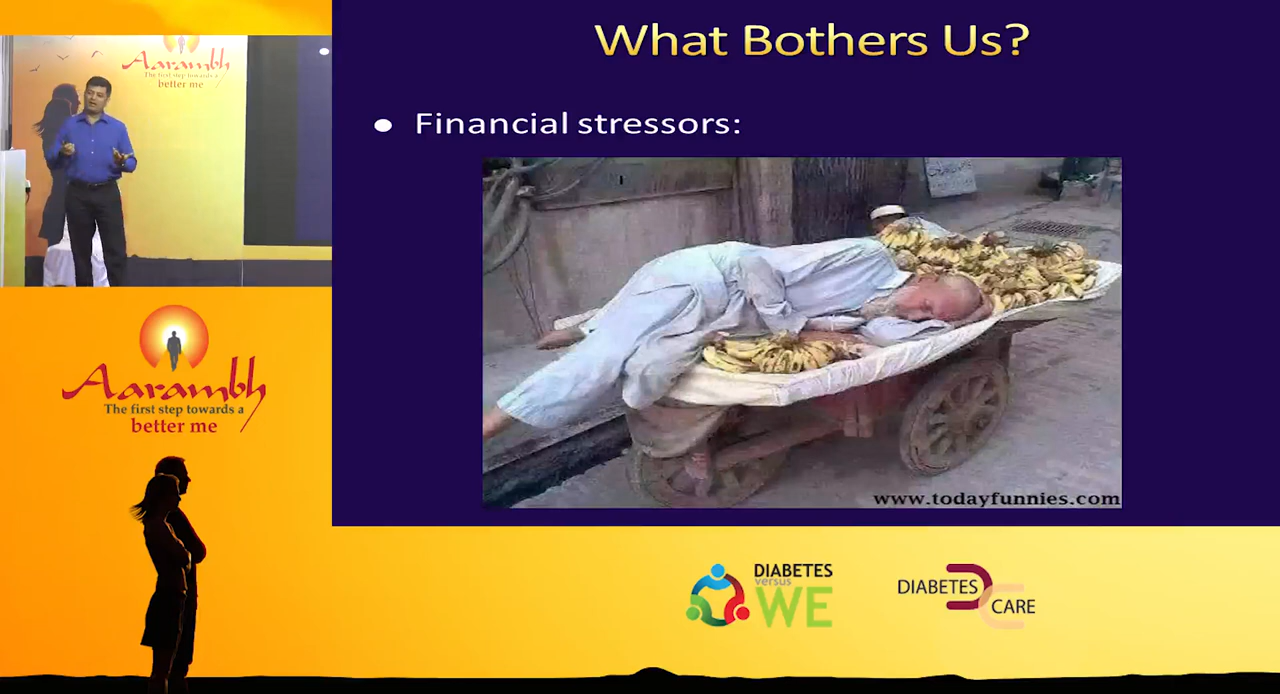 Aarambh
The first step towards a
better me
What Bothers Us?
• Financial stressors:
www.todayfunnies.com
Aarambh
The first step towards a
better me
DIABETES
versus
WE
DIABETES
CARE